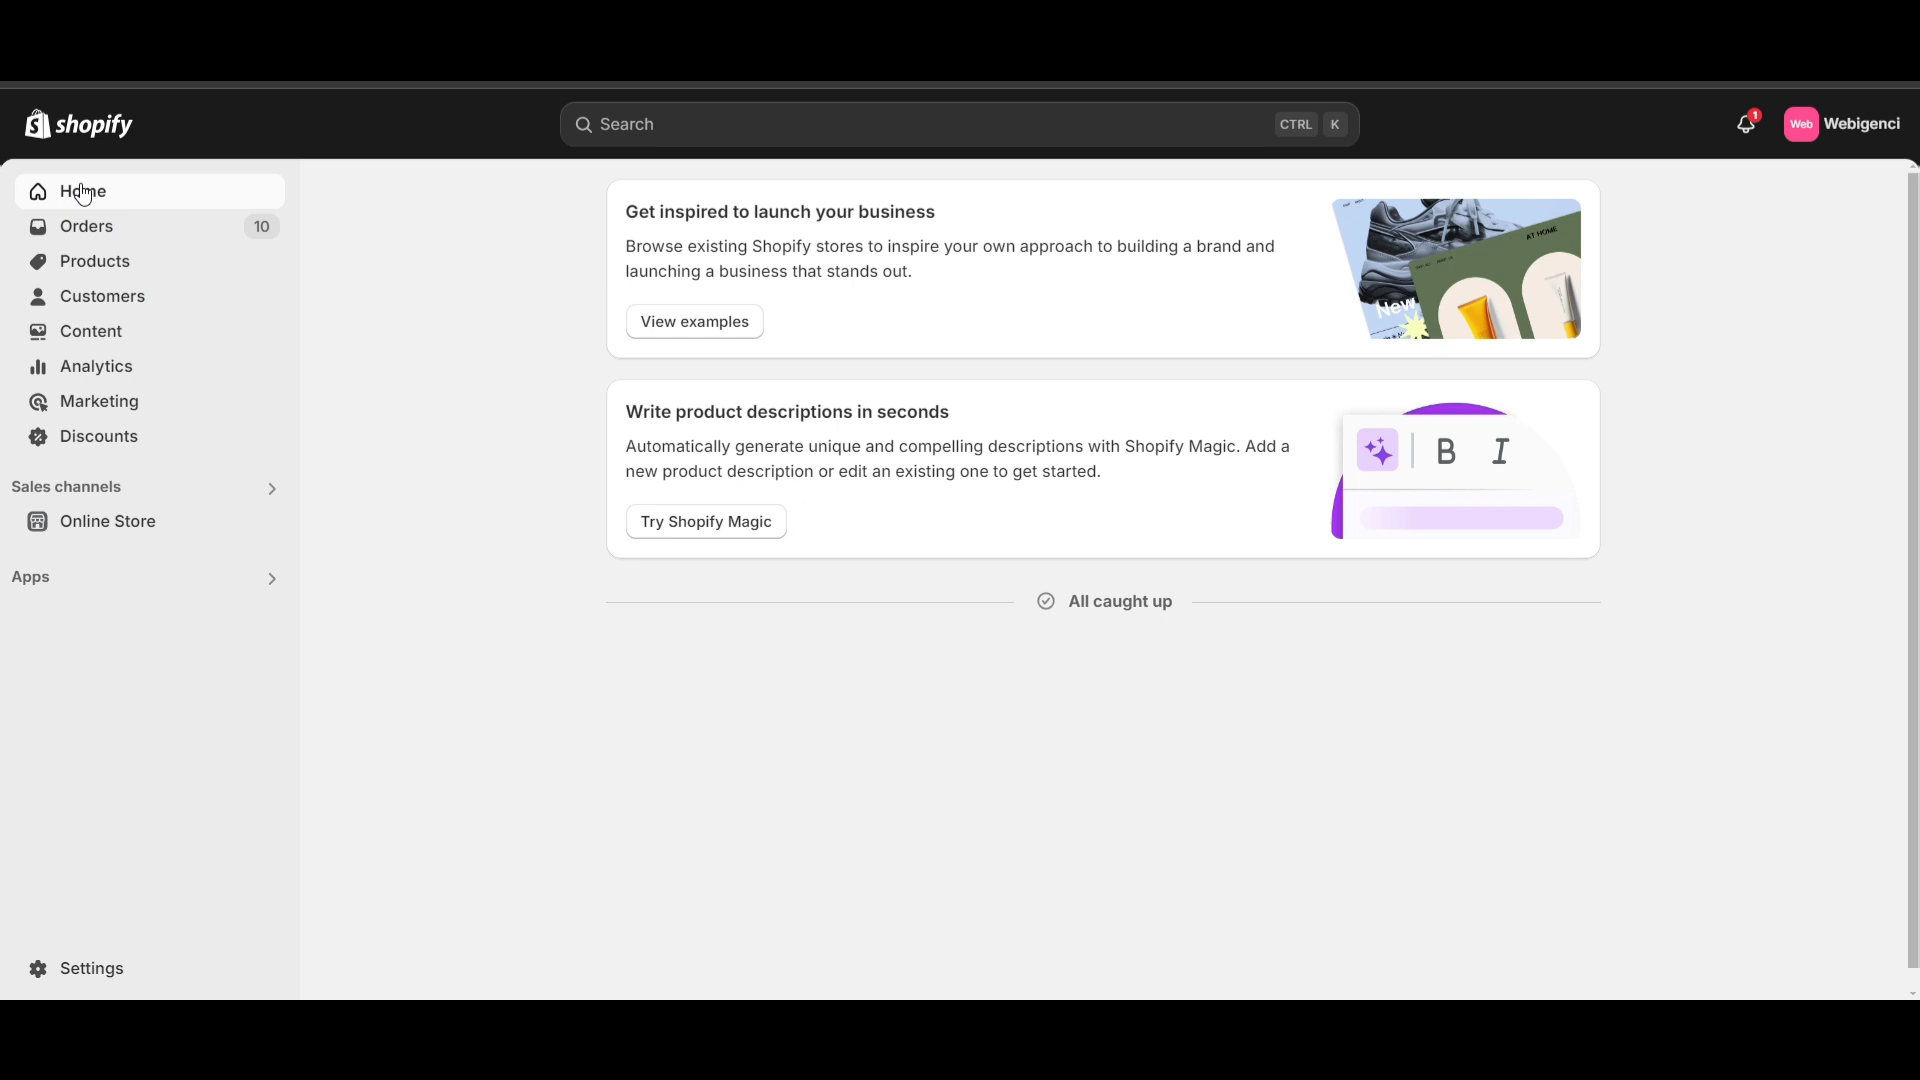 shopify
Search
CTRL K
1
Web
Webigenci
Home
Orders
10
Products
Customers
Content
Analytics
Marketing
Discounts
Sales channels
Online Store
Apps
Settings
Get inspired to launch your business
Browse existing Shopify stores to inspire your own approach to building a brand and
launching a business that stands out.
View examples
AT HOME
New
Write product descriptions in seconds
Automatically generate unique and compelling descriptions with Shopify Magic. Add a
new product description or edit an existing one to get started.
Try Shopify Magic
B I
All caught up